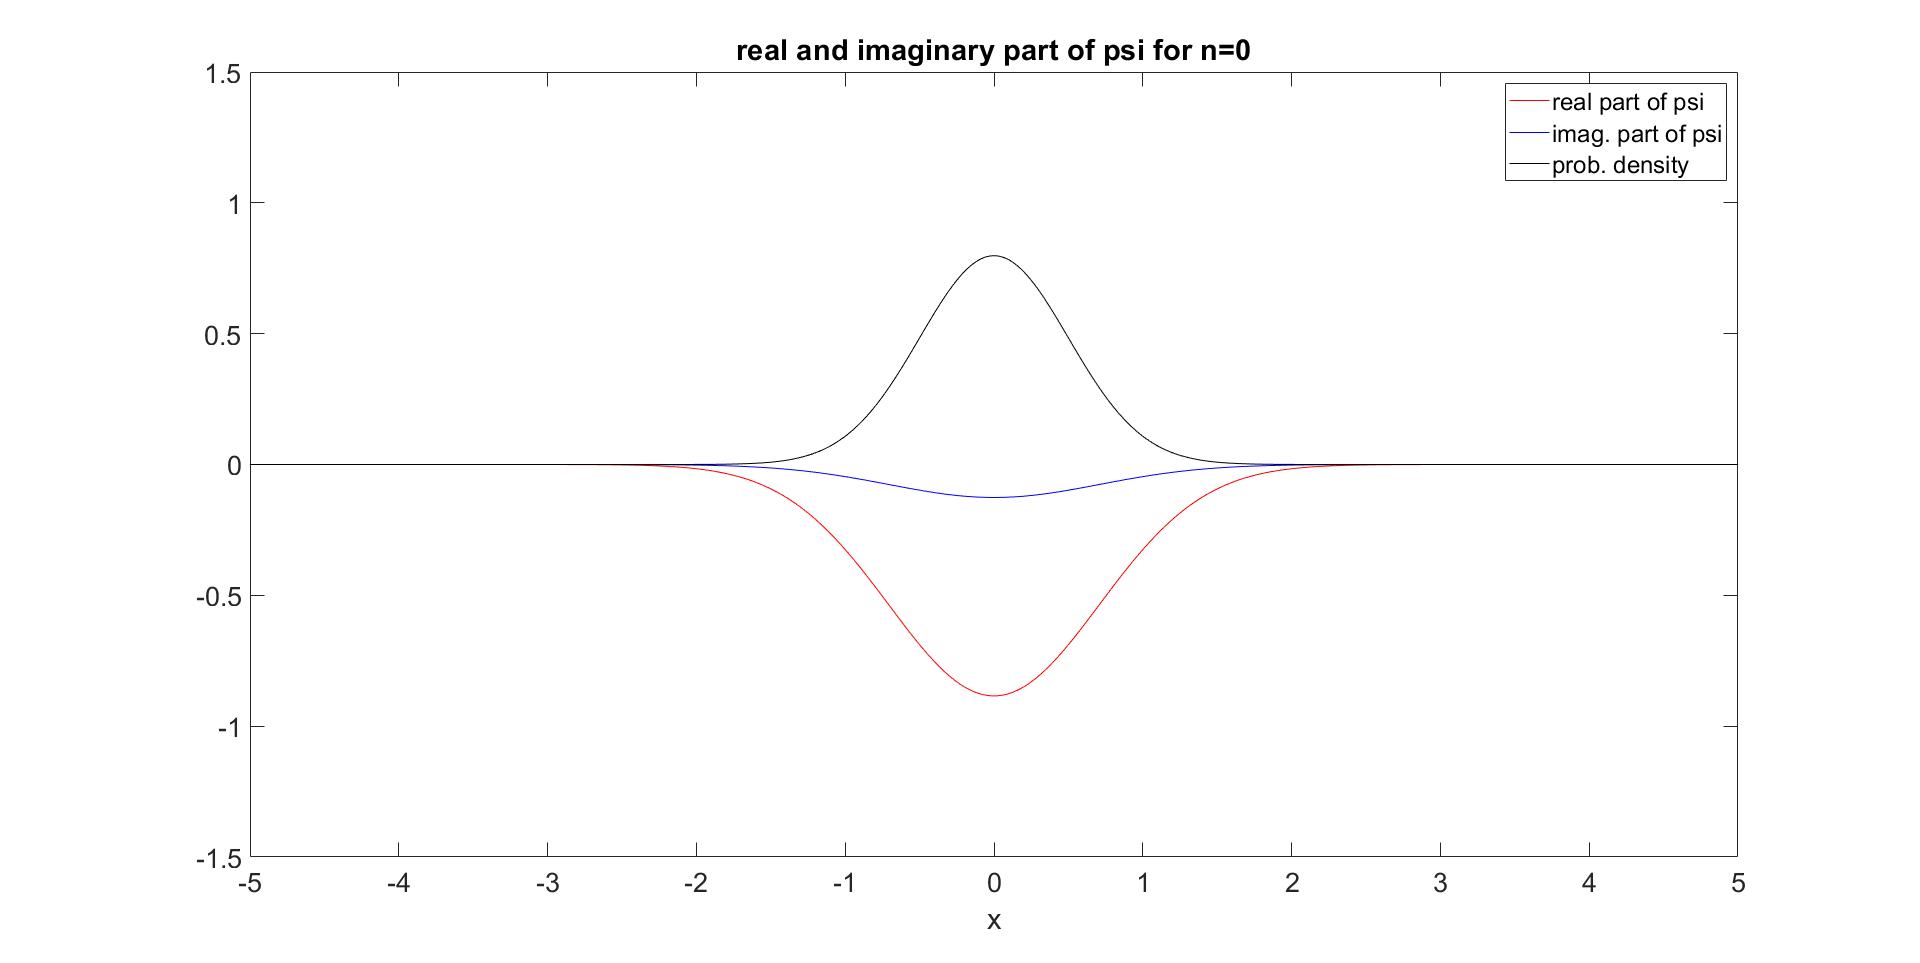 real and imaginary part of psi for n=0
1.5
real part of psi
imag. part of psi
prob. density
1
0.5
0
-0.5
-1
-1.5
-5 -4 -3 -2 -1 0 1 2 3 4 5
x